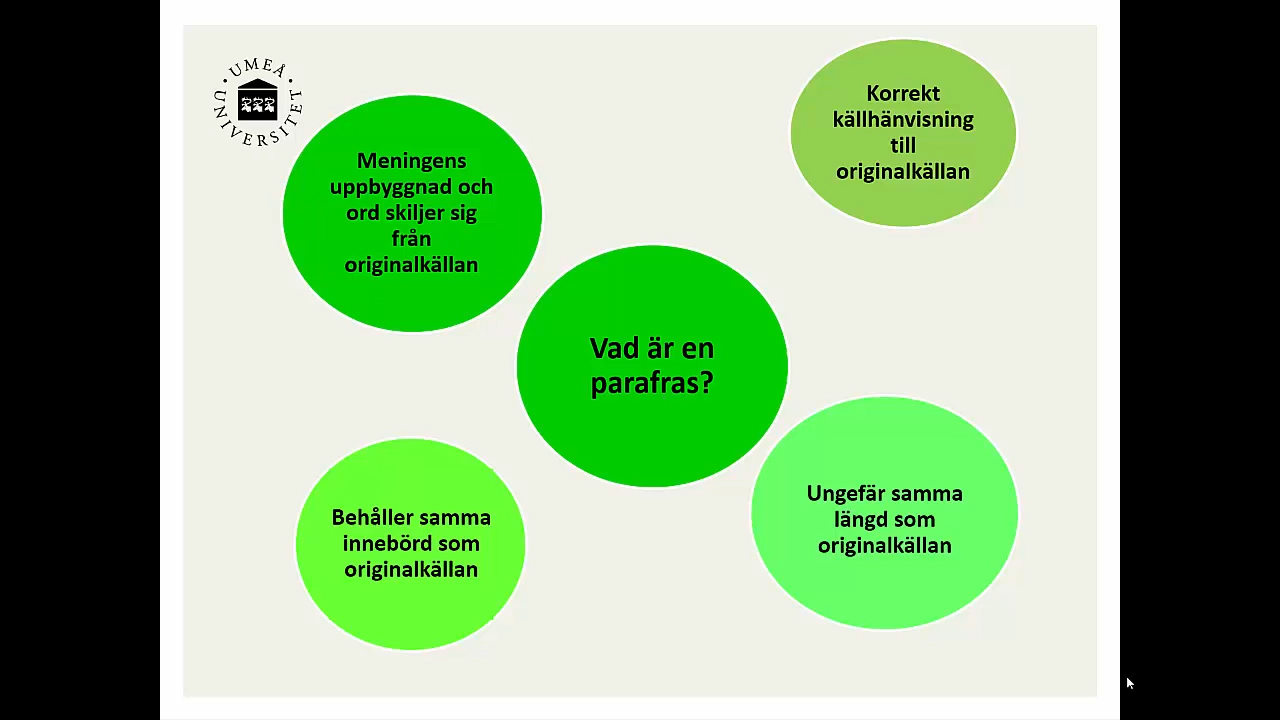 UMEÅ
UNIVERSITET
Meningens
uppbyggnad och
ord skiljer sig
från
originalkällan
Korrekt
källhänvisning
till
originalkällan
Vad är en
parafras?
Behåller samma
innebörd som
originalkällan
Ungefär samma
längd som
originalkällan